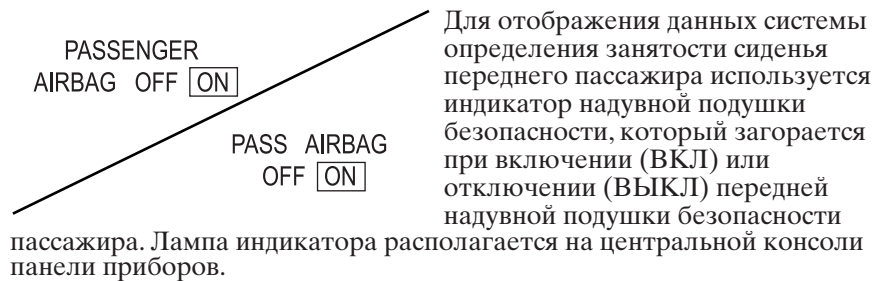 PASSENGER
AIRBAG OFF ON
PASS AIRBAG
OFF ON
Для отображения данных системы
определения занятости сиденья
переднего пассажира используется
индикатор надувной подушки
безопасности, который загорается
при включении (ВКЛ) или
отключении (ВЫКЛ) передней
надувной подушки безопасности
пассажира. Лампа индикатора располагается на центральной консоли
панели приборов.